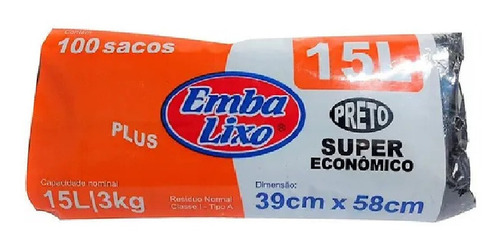 Contém:
100 sacos
15L
Emba
Lixo®
PLUS
PRETO
SUPER
ECONÔMICO
Capacidade nominal
15L/3kg
Resíduo Normal
Classe I - Tipo A
Dimensão:
39cm x 58cm